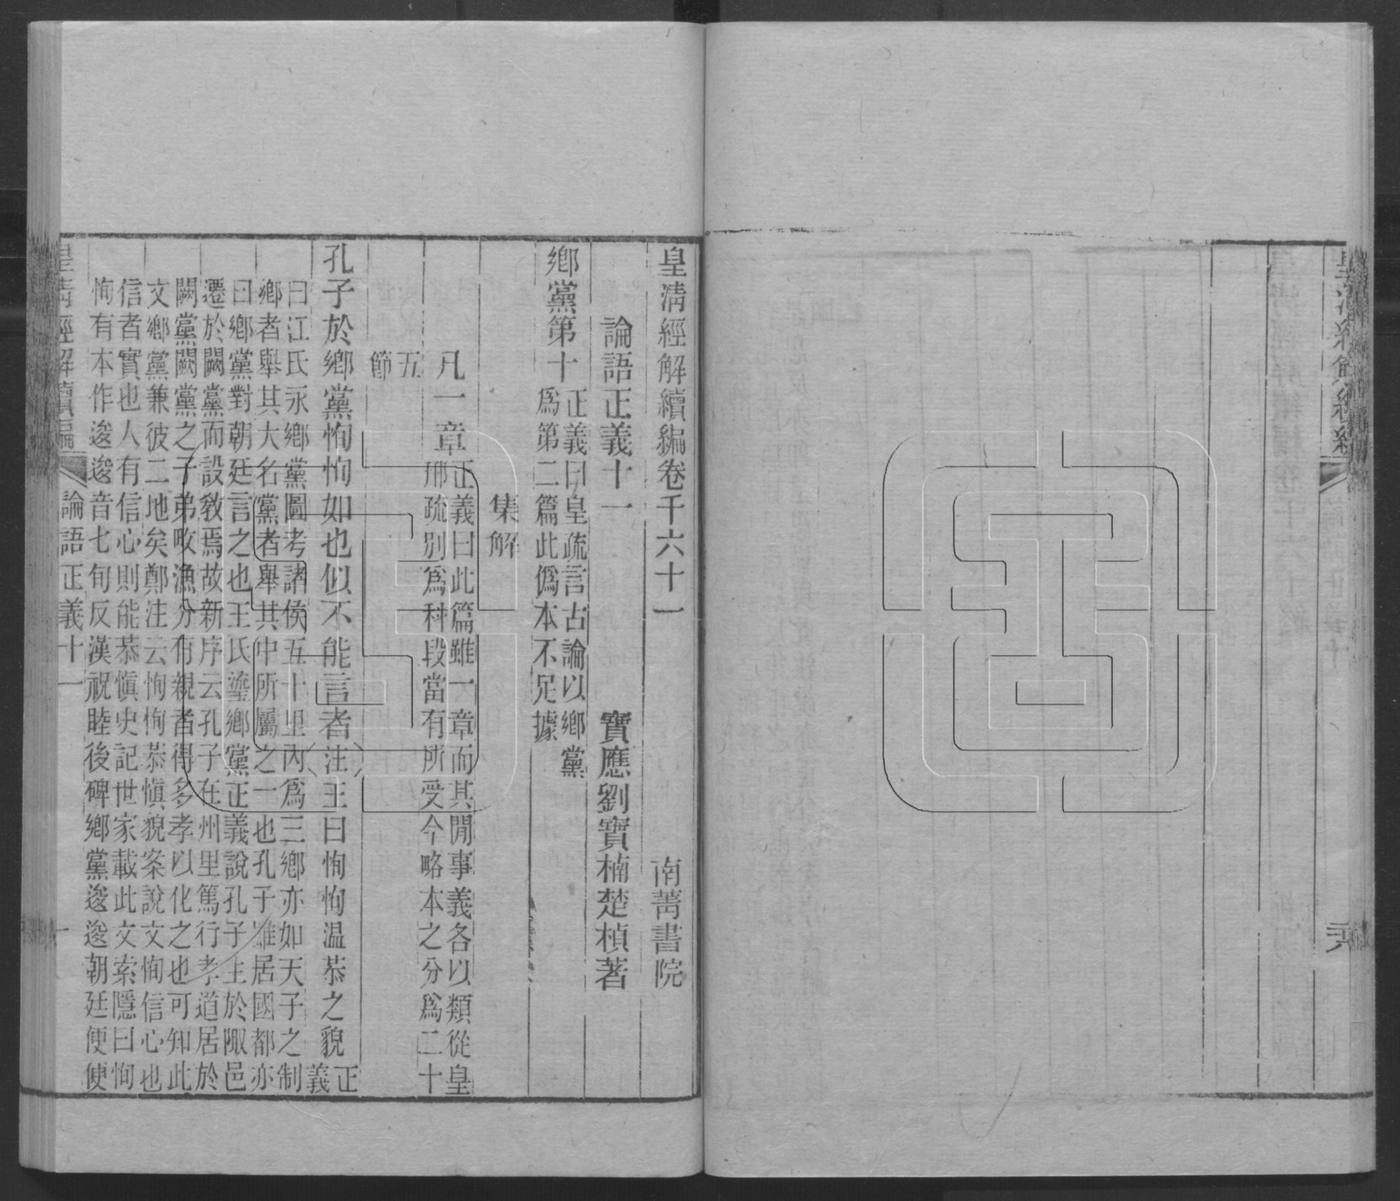 皇清經解續編卷千六十一
南菁書院
論語正義十一
寶應劉寶楠楚楨著
鄉黨第十
正義曰皇疏言古論以鄉黨
爲第二篇此僞本不足據
集解
凡一章
正義曰此篇雖一章而其閒事義各以類從皇
邢疏別爲科段當有所受今略本之分爲二十
五
節
孔子於鄉黨恂恂如也似不能言者注王曰恂恂温恭之貌
正
義
曰江氏永鄉黨圖考諸侯五十里內爲三鄉亦如天子之制
鄉者舉其大名黨者舉其中所屬之一也孔子雖居國都亦
曰鄉黨對朝廷言之也王氏瑬鄉黨正義說孔子生於陬邑
遷於闕黨而設敎焉故新序云孔子在州里篤行孝道居於
闕黨闕黨之子弟畋漁分有親者得多孝以化之也可知此
文鄉黨兼彼二地矣鄭注云恂恂恭愼貌案說文恂信心也
信者實也人有信心則能恭愼史記世家載此文索隱曰恂
恂有本作逡逡音七旬反漢祝睦後碑鄉黨逡逡朝廷便便
皇清經解續編
論語正義十一
一